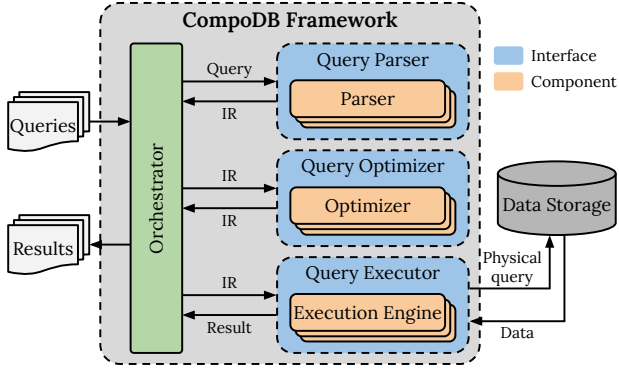 CompoDB Framework
Query
Query Parser
Interface
Component
Parser
IR
Queries
Orchestrator
IR
Query Optimizer
Optimizer
IR
Data Storage
Results
IR
Query Executor
Physical
query
Execution Engine
Result
Data